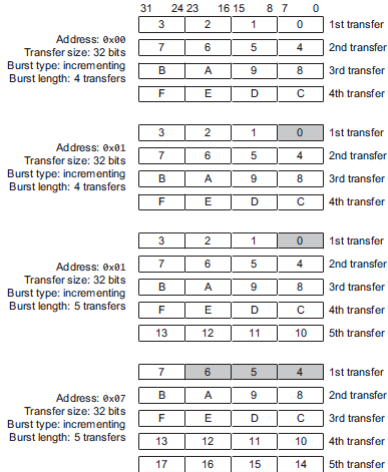 31 24 23 16 15 8 7 0
3 2 1 0 1st transfer
Address: 0x00
7 6 5 4 2nd transfer
Transfer size: 32 bits
Burst type: incrementing
B A 9 8 3rd transfer
Burst length: 4 transfers
F E D C 4th transfer
3 2 1 0 1st transfer
Address: 0x01
7 6 5 4 2nd transfer
Transfer size: 32 bits
Burst type: incrementing
B A 9 8 3rd transfer
Burst length: 4 transfers
F E D C 4th transfer
3 2 1 0 1st transfer
Address: 0x01
7 6 5 4 2nd transfer
Transfer size: 32 bits
B A 9 8 3rd transfer
Burst type: incrementing
Burst length: 5 transfers
F E D C 4th transfer
13 12 11 10 5th transfer
7 6 5 4 1st transfer
Address: 0x07
B A 9 8 2nd transfer
Transfer size: 32 bits
F E D C 3rd transfer
Burst type: incrementing
Burst length: 5 transfers
13 12 11 10 4th transfer
17 16 15 14 5th transfer